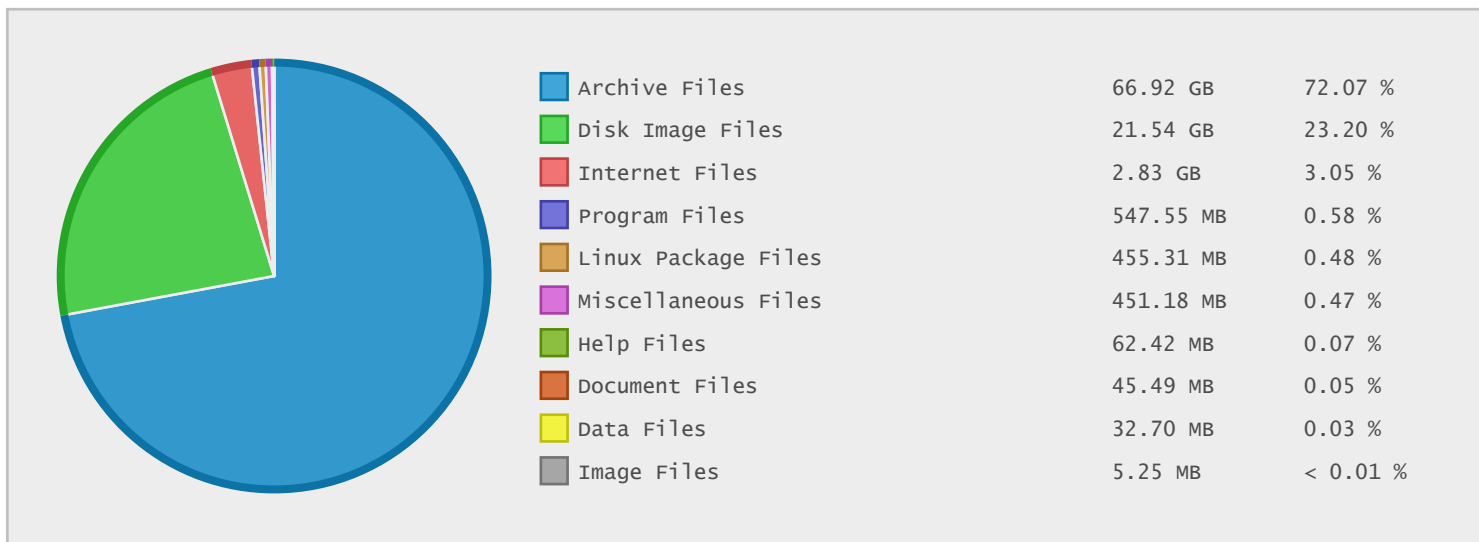 Archive Files 66.92 GB 72.07 %
Disk Image Files 21.54 GB 23.20 %
Internet Files 2.83 GB 3.05 %
Program Files 547.55 MB 0.58 %
Linux Package Files 455.31 MB 0.48 %
Miscellaneous Files 451.18 MB 0.47 %
Help Files 62.42 MB 0.07 %
Document Files 45.49 MB 0.05 %
Data Files 32.70 MB 0.03 %
Image Files 5.25 MB < 0.01 %